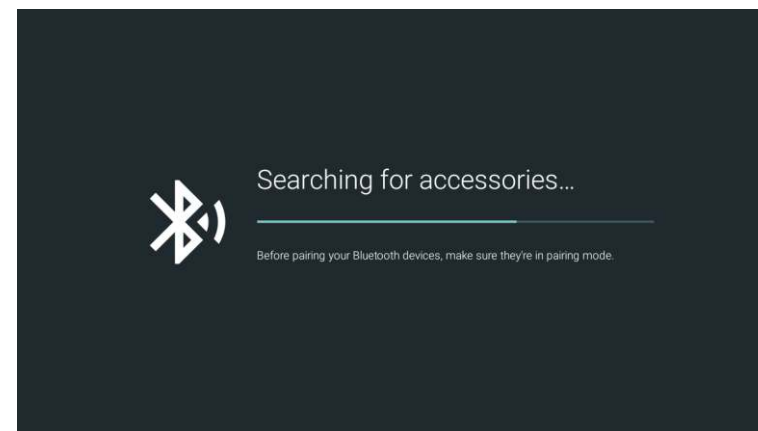 Searching for accessories...
Before pairing your Bluetooth devices, make sure they're in pairing mode.